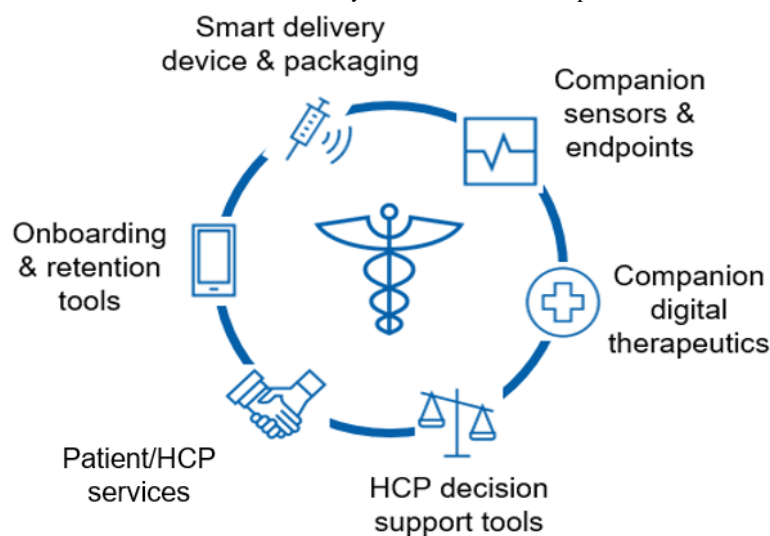 Smart delivery
device & packaging
Companion
sensors &
endpoints
Companion
digital
therapeutics
HCP decision
support tools
Patient/HCP
services
Onboarding
& retention
tools